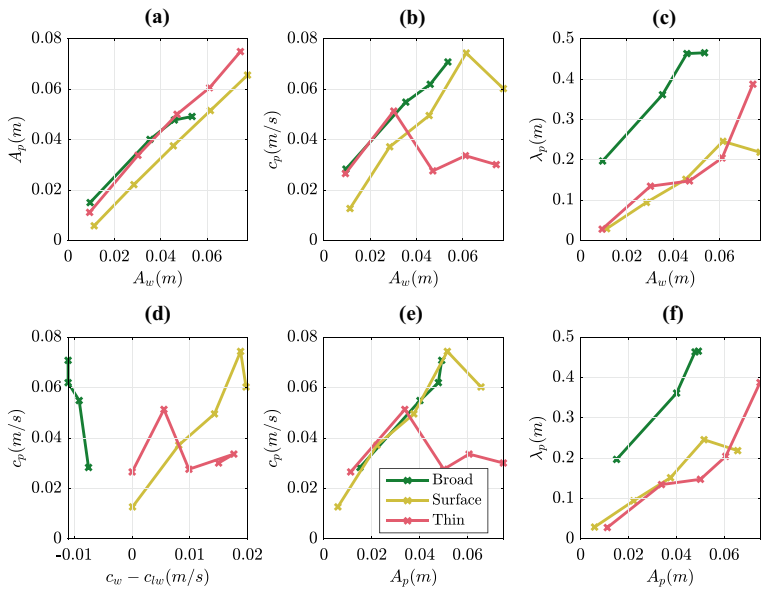 (a)
0.08
0.06
0.04
0.02
0
A_p(m)
0 0.02 0.04 0.06
A_w(m)
(b)
0.08
0.06
0.04
0.02
0
c_p(m/s)
0 0.02 0.04 0.06
A_w(m)
(c)
0.5
0.4
0.3
0.2
0.1
0
λ_p(m)
0 0.02 0.04 0.06
A_w(m)
(d)
0.08
0.06
0.04
0.02
0
c_p(m/s)
-0.01 0 0.01 0.02
c_w − c_{lw}(m/s)
(e)
0.08
0.06
0.04
0.02
0
c_p(m/s)
Broad
Surface
Thin
0 0.02 0.04 0.06
A_p(m)
(f)
0.5
0.4
0.3
0.2
0.1
0
λ_p(m)
0 0.02 0.04 0.06
A_p(m)